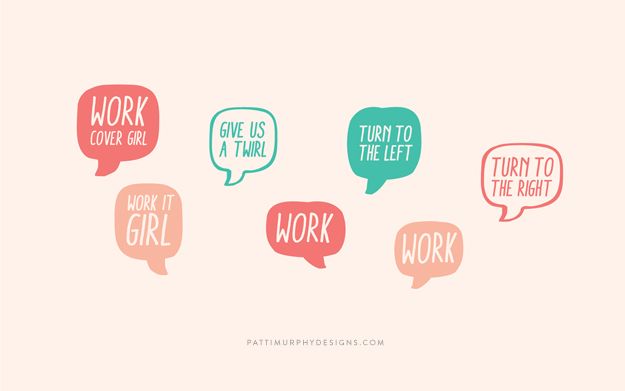 WORK
COVER GIRL
WORK IT
GIRL
GIVE US
A TWIRL
WORK
TURN TO
THE LEFT
WORK
TURN TO
THE RIGHT
PATTIMURPHYDESIGNS.COM